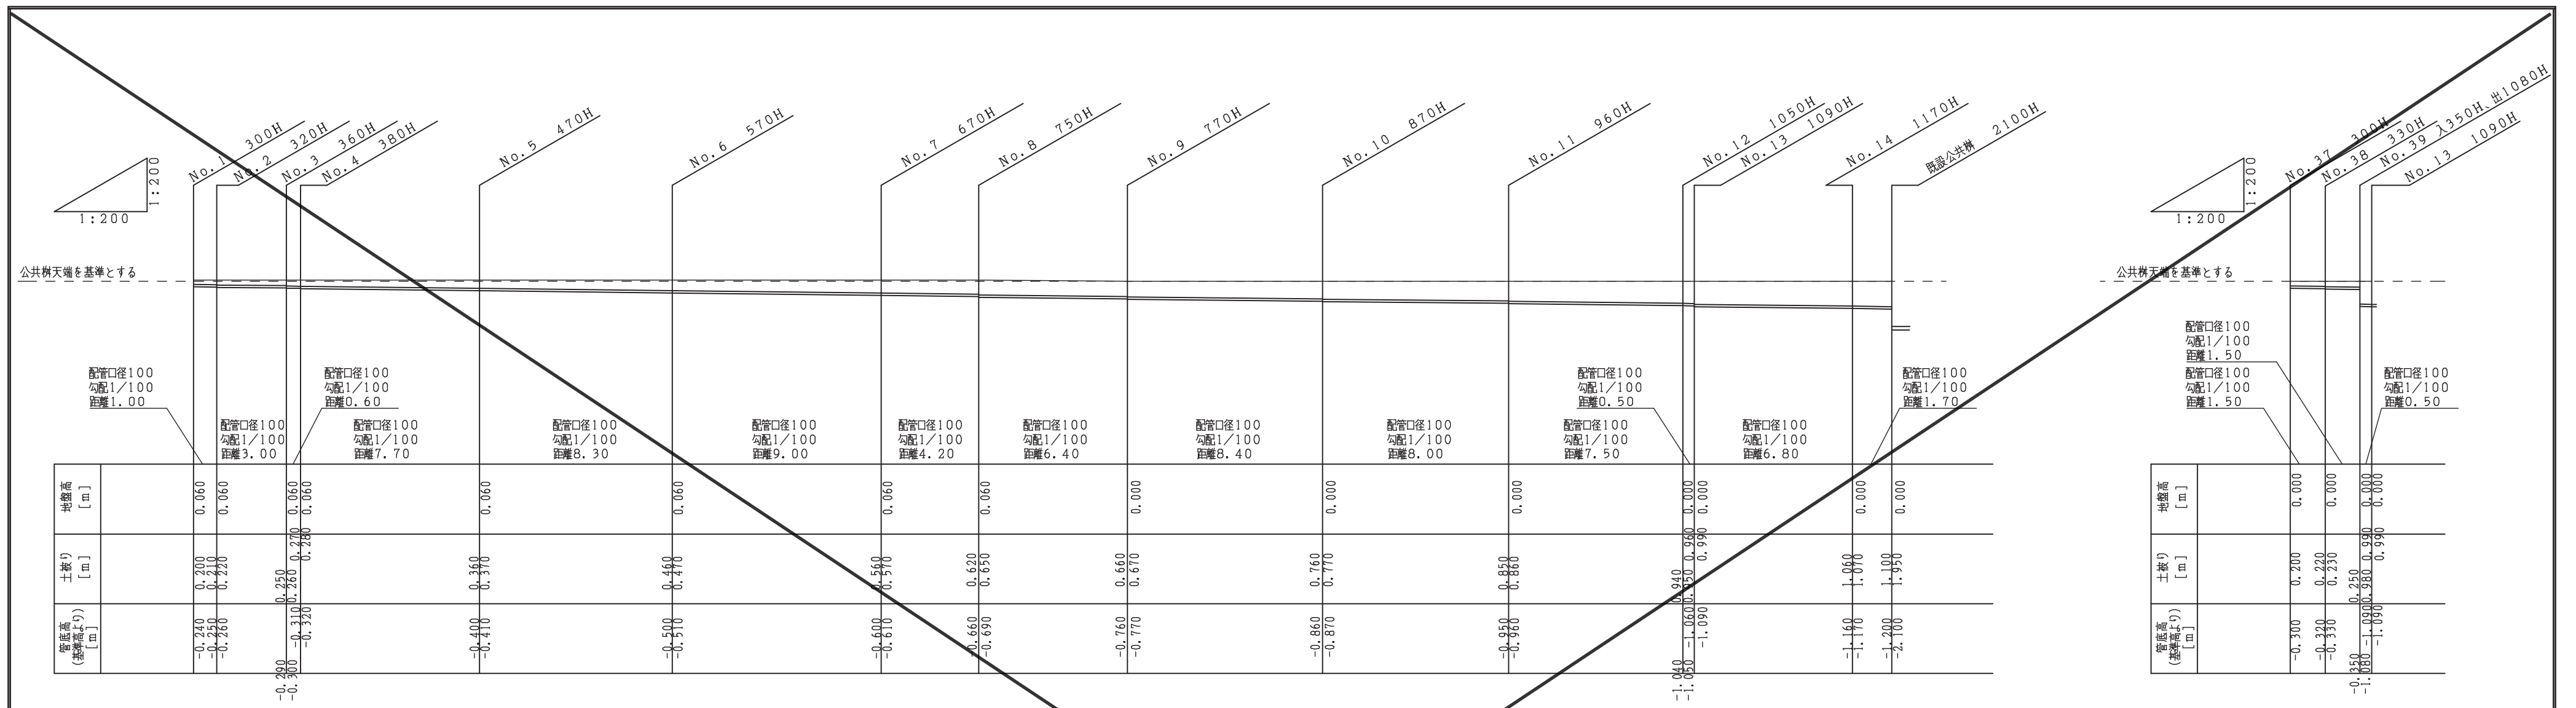 No.1 300H
No.2 320H
No.3 360H
No.4 380H
No.5 470H
No.6 570H
No.7 670H
No.8 750H
No.9 770H
No.10 870H
No.11 960H
No.12 1050H
No.13 1090H
No.14 1170H
既設公共桝 2100H
1:200
1:200
公共桝天端を基準とする
配管口径100
勾配1/100
距離1.00
配管口径100
勾配1/100
距離3.00
配管口径100
勾配1/100
距離0.60
配管口径100
勾配1/100
距離7.70
配管口径100
勾配1/100
距離8.30
配管口径100
勾配1/100
距離9.00
配管口径100
勾配1/100
距離4.20
配管口径100
勾配1/100
距離6.40
配管口径100
勾配1/100
距離8.40
配管口径100
勾配1/100
距離8.00
配管口径100
勾配1/100
距離7.50
配管口径100
勾配1/100
距離0.50
配管口径100
勾配1/100
距離6.80
配管口径100
勾配1/100
距離1.70
地盤高
[m]
0.060
0.060
0.060
0.060
0.060
0.060
0.060
0.060
0.000
0.000
0.000
0.000
0.000
0.000
0.000
土被り
[m]
0.200
0.210
0.220
0.250
0.260
0.270
0.280
0.360
0.370
0.460
0.470
0.560
0.570
0.620
0.650
0.660
0.670
0.760
0.770
0.850
0.860
0.940
0.950
0.960
0.990
1.060
1.070
1.100
1.950
管底高
(基準高より)
[m]
-0.240
-0.250
-0.260
-0.290
-0.300
-0.310
-0.320
-0.400
-0.410
-0.500
-0.510
-0.600
-0.610
-0.660
-0.690
-0.760
-0.770
-0.860
-0.870
-0.950
-0.960
-1.040
-1.050
-1.060
-1.090
-1.160
-1.170
-1.200
-2.100
No.37 300H
No.38 330H
No.39 入350H、出1080H
No.13 1090H
1:200
1:200
公共桝天端を基準とする
配管口径100
勾配1/100
距離1.50
配管口径100
勾配1/100
距離1.50
配管口径100
勾配1/100
距離0.50
地盤高
[m]
0.000
0.000
0.000
0.000
土被り
[m]
0.200
0.220
0.230
0.250
0.980
0.990
0.990
管底高
(基準高より)
[m]
-0.300
-0.320
-0.330
-0.350
-1.080
-1.090
-1.090